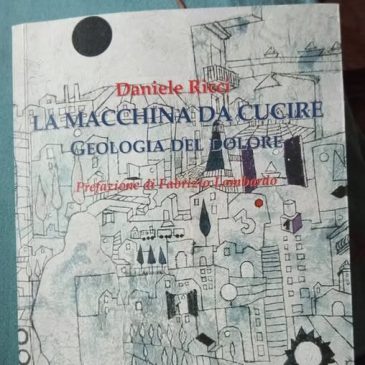 Daniele Ricci
LA MACCHINA DA CUCIRE
GEOLOGIA DEL DOLORE
Prefazione di Fabrizio Lombardo